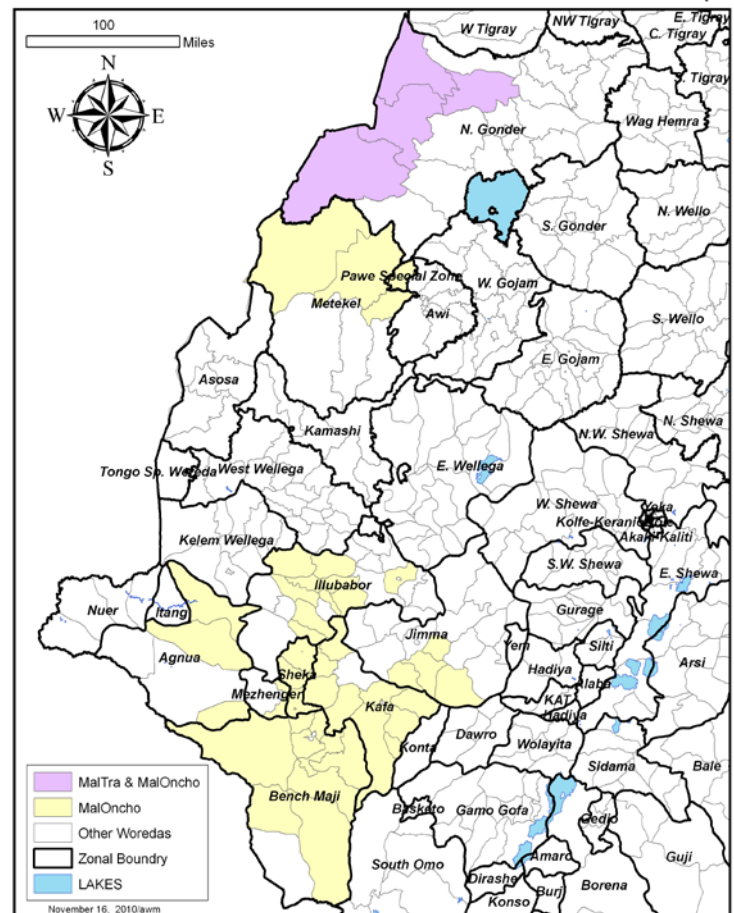 100
Miles
N
W E
S
W Tigray
NW Tigray
E. Tigray
C. Tigray
. Tigray
Wag Hemra
N. Gonder
S. Gonder
N. Wello
Pawe Special Zone
W. Gojam
Metekel
Awi
S. Wello
E. Gojam
Asosa
Kamashi
N. Shewa
N.W. Shewa
Tongo Sp. Woreda
West Wellega
E. Wellega
W. Shewa
Yeka
Kolfe-Keranio
Akaki-Kaliti
Kelem Wellega
S.W. Shewa
E. Shewa
Illubabor
Nuer
Itang
Gurage
Jimma
Yem
Silti
Agnua
Hadiya
Arsi
Sheka
Alaba
Mezhenger
KAT
Kafa
Hadiya
Konta
Dawro
Wolayita
Sidama
Bale
Bench Maji
Basketo
Gamo Gofa
Gedio
South Omo
Amaro
Guji
Dirashe
Burji
Borena
Konso
MalTra & MalOncho
MalOncho
Other Woredas
Zonal Boundry
LAKES
November 16, 2010/awm